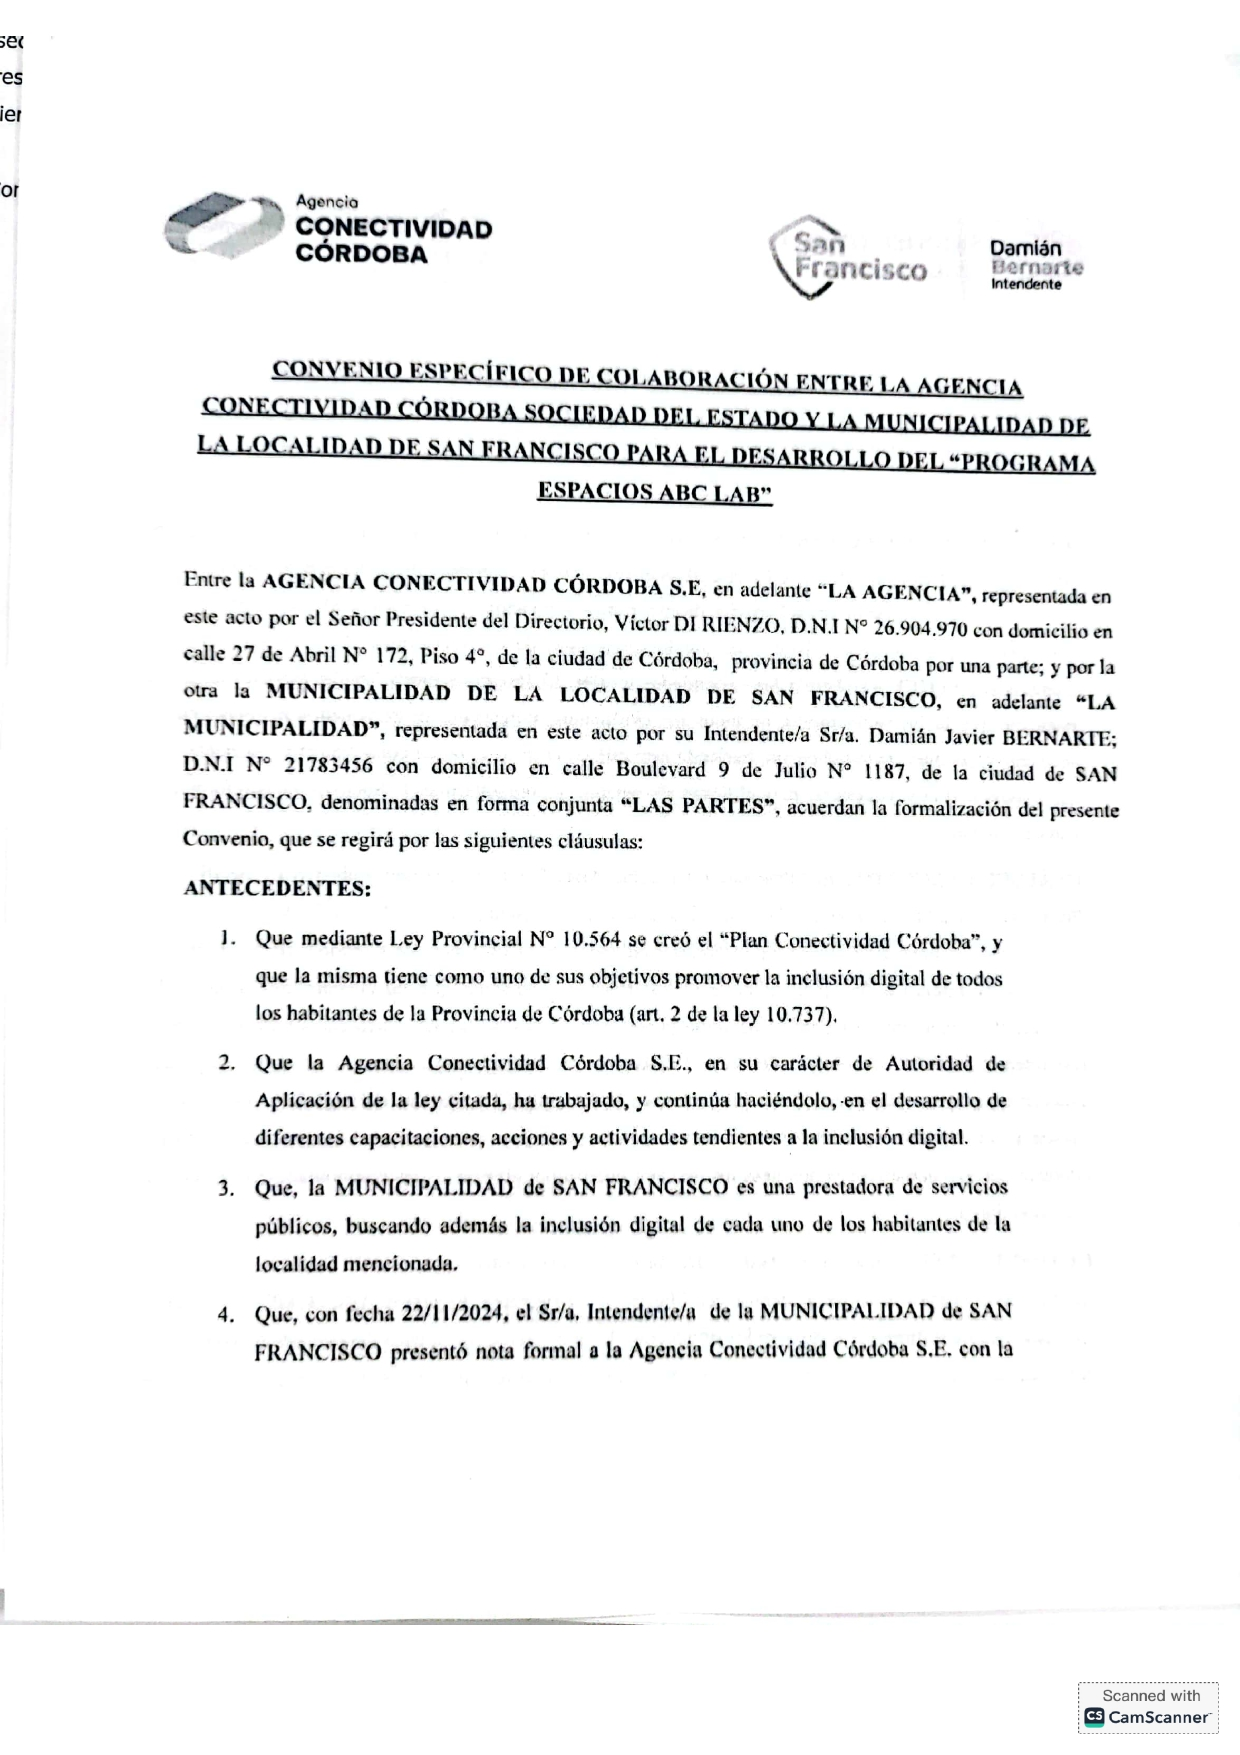 sec
res
ier
or
Agencia
CONECTIVIDAD
CÓRDOBA
San
Francisco
Damián
Bernarte
Intendente
CONVENIO ESPECÍFICO DE COLABORACIÓN ENTRE LA AGENCIA
CONECTIVIDAD CÓRDOBA SOCIEDAD DEL ESTADO Y LA MUNICIPALIDAD DE
LA LOCALIDAD DE SAN FRANCISCO PARA EL DESARROLLO DEL “PROGRAMA
ESPACIOS ABC LAB”
Entre la AGENCIA CONECTIVIDAD CÓRDOBA S.E, en adelante “LA AGENCIA”, representada en
este acto por el Señor Presidente del Directorio, Víctor DI RIENZO, D.N.I Nº 26.904.970 con domicilio en
calle 27 de Abril Nº 172, Piso 4º, de la ciudad de Córdoba, provincia de Córdoba por una parte; y por la
otra la MUNICIPALIDAD DE LA LOCALIDAD DE SAN FRANCISCO, en adelante “LA
MUNICIPALIDAD”, representada en este acto por su Intendente/a Sr/a. Damián Javier BERNARTE;
D.N.I Nº 21783456 con domicilio en calle Boulevard 9 de Julio Nº 1187, de la ciudad de SAN
FRANCISCO, denominadas en forma conjunta “LAS PARTES”, acuerdan la formalización del presente
Convenio, que se regirá por las siguientes cláusulas:
ANTECEDENTES:
1. Que mediante Ley Provincial Nº 10.564 se creó el “Plan Conectividad Córdoba”, y
que la misma tiene como uno de sus objetivos promover la inclusión digital de todos
los habitantes de la Provincia de Córdoba (art. 2 de la ley 10.737).
2. Que la Agencia Conectividad Córdoba S.E., en su carácter de Autoridad de
Aplicación de la ley citada, ha trabajado, y continúa haciéndolo, en el desarrollo de
diferentes capacitaciones, acciones y actividades tendientes a la inclusión digital.
3. Que, la MUNICIPALIDAD de SAN FRANCISCO es una prestadora de servicios
públicos, buscando además la inclusión digital de cada uno de los habitantes de la
localidad mencionada.
4. Que, con fecha 22/11/2024, el Sr/a. Intendente/a de la MUNICIPALIDAD de SAN
FRANCISCO presentó nota formal a la Agencia Conectividad Córdoba S.E. con la
Scanned with
CS CamScanner